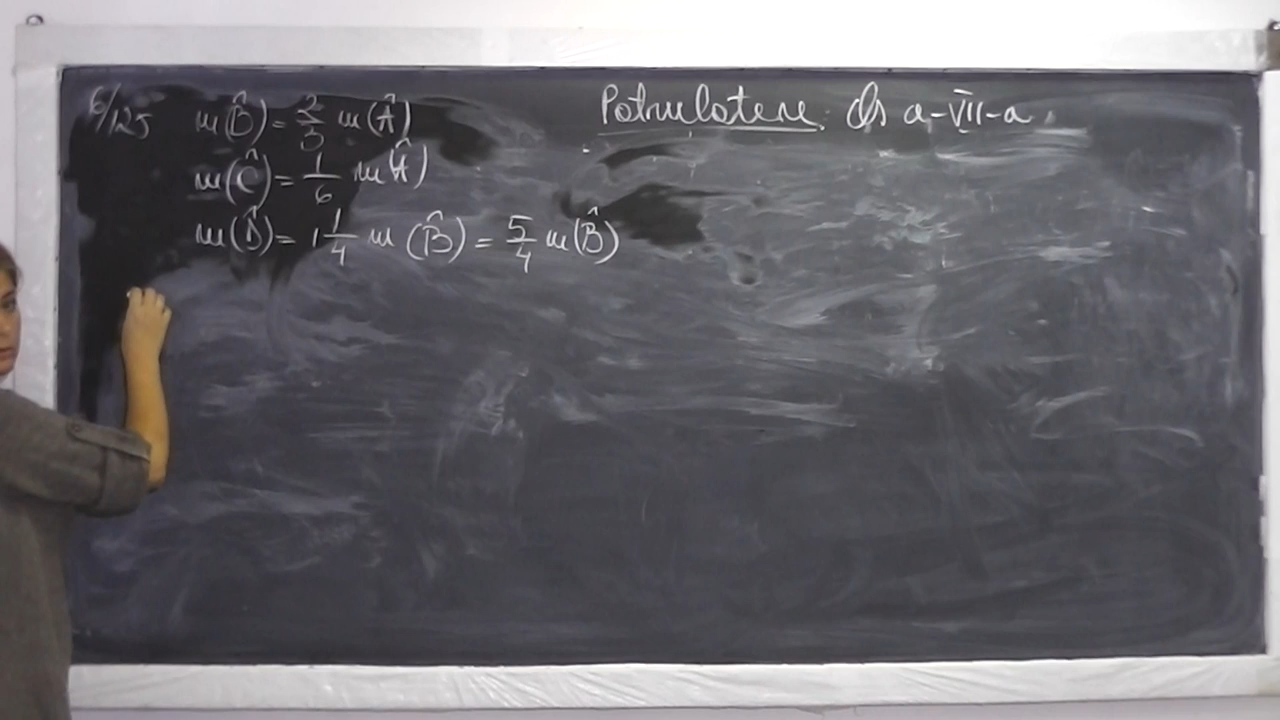 Patrulatere. Cls a-VII-a.
6/125 m(B̂) = 2/3 m(Â)
m(Ĉ) = 1/6 m(Â)
m(D̂) = 1 1/4 m(B̂) = 5/4 m(B̂)